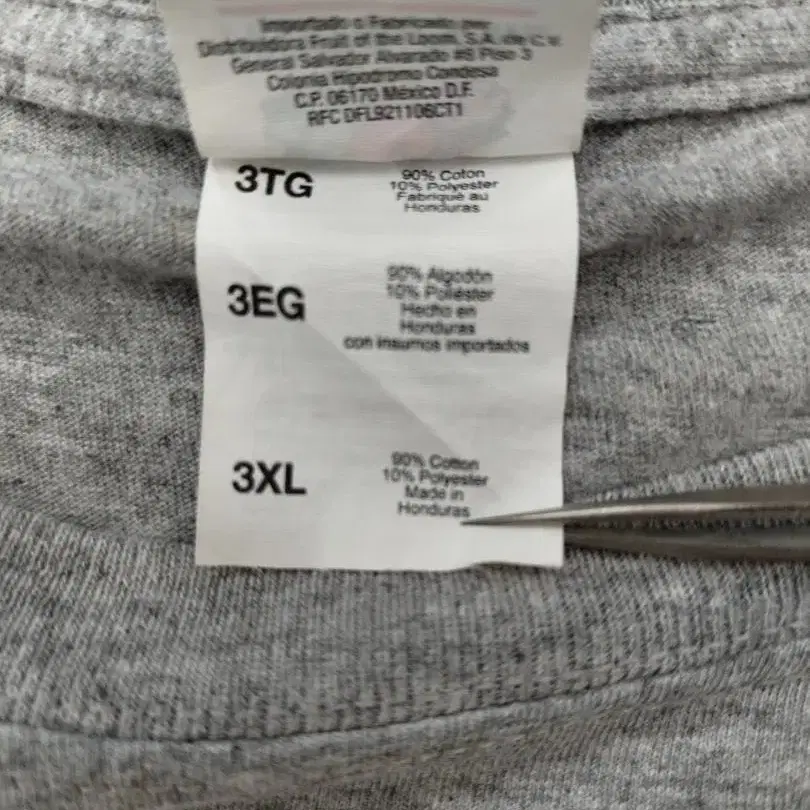 Importado o Fabricado por
Distribuidora Fruit of the Loom, S.A. de C.V.
General Salvador Alvarado #8 Piso 3
Colonia Hipodromo Condesa
C.P. 06170 México D.F.
RFC DFL921106CT1
3TG
90% Coton
10% Polyester
Fabriqué au
Honduras
3EG
90% Algodón
10% Poliéster
Hecho en
Honduras
con insumos importados
3XL
90% Cotton
10% Polyester
Made in
Honduras